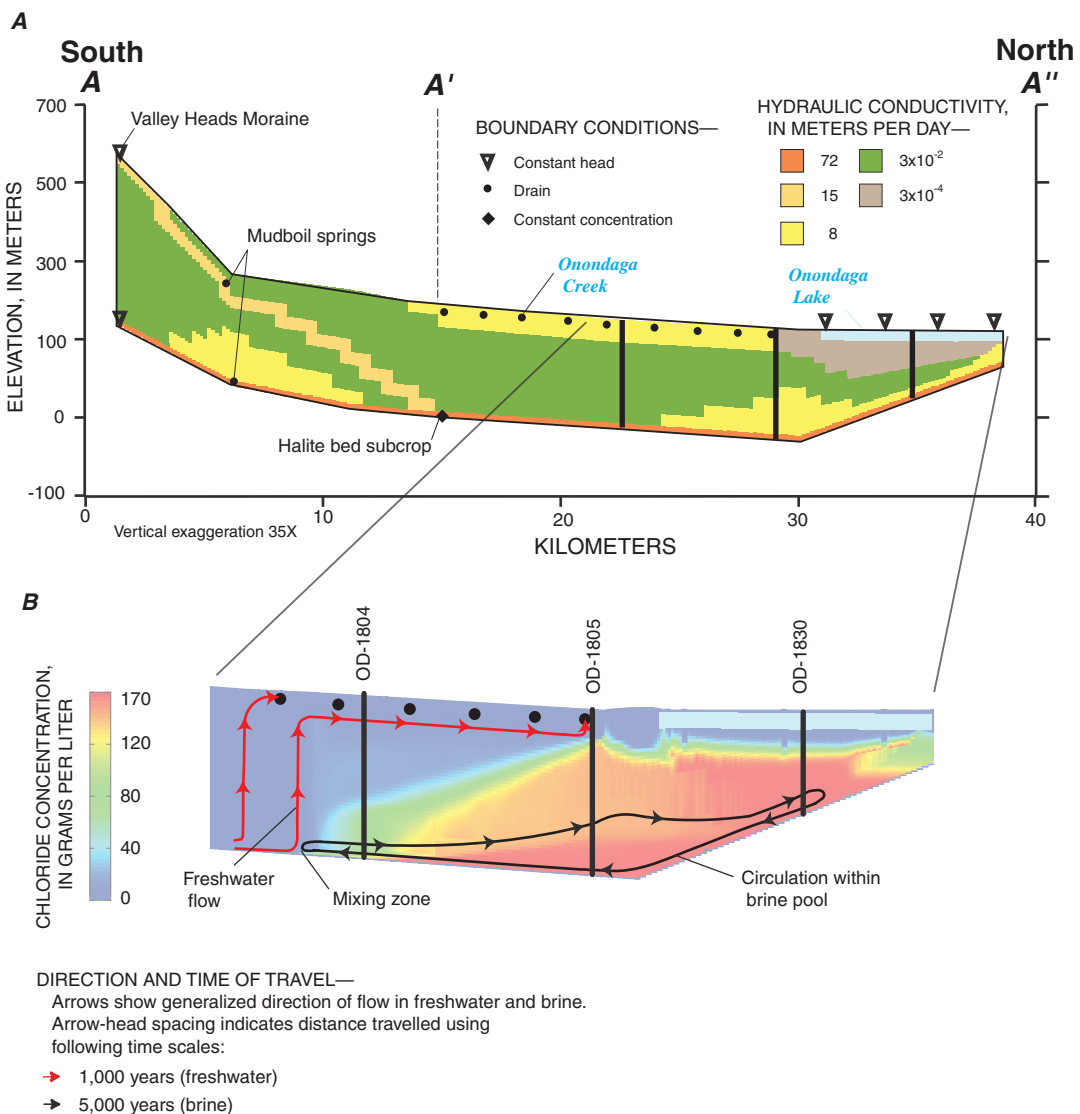 A
South
A
A'
North
A"
700
500
300
100
0
-100
ELEVATION, IN METERS
Valley Heads Moraine
Mudboil springs
BOUNDARY CONDITIONS—
Constant head
Drain
Constant concentration
HYDRAULIC CONDUCTIVITY,
IN METERS PER DAY—
72
3x10-2
15
3x10-4
8
Onondaga
Creek
Onondaga
Lake
Halite bed subcrop
0
10
20
30
40
Vertical exaggeration 35X
KILOMETERS
B
CHLORIDE CONCENTRATION,
IN GRAMS PER LITER
170
120
80
40
0
OD-1804
OD-1805
OD-1830
Freshwater
flow
Mixing zone
Circulation within
brine pool
DIRECTION AND TIME OF TRAVEL—
Arrows show generalized direction of flow in freshwater and brine.
Arrow-head spacing indicates distance travelled using
following time scales:
1,000 years (freshwater)
5,000 years (brine)